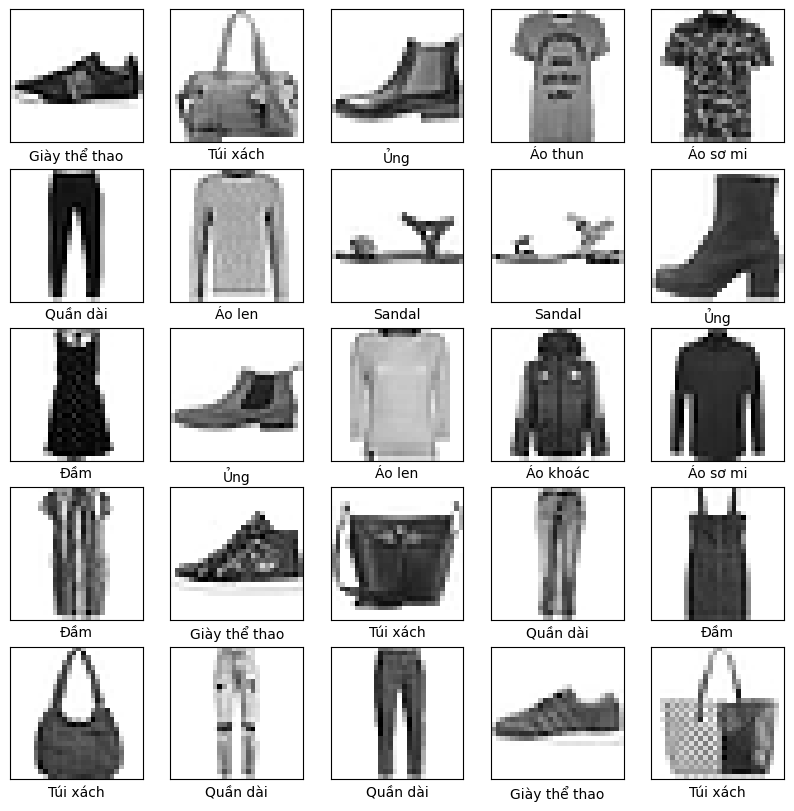 Giày thể thao
Túi xách
Ủng
Áo thun
Áo sơ mi
Quần dài
Áo len
Sandal
Sandal
Ủng
Đầm
Ủng
Áo len
Áo khoác
Áo sơ mi
Đầm
Giày thể thao
Túi xách
Quần dài
Đầm
Túi xách
Quần dài
Quần dài
Giày thể thao
Túi xách